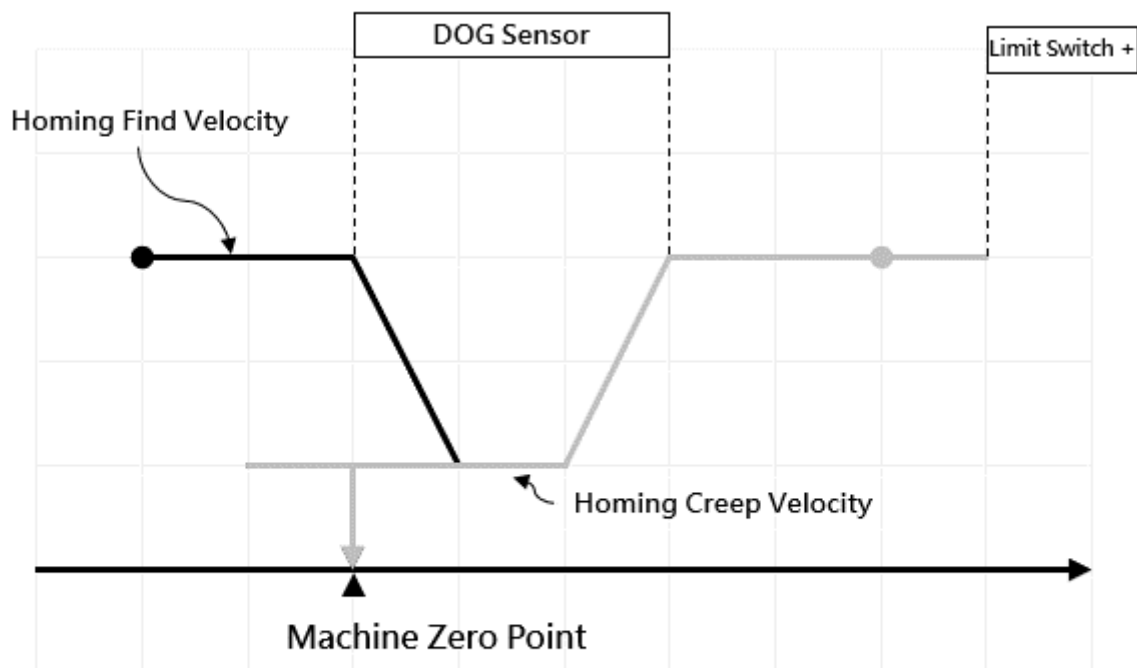 DOG Sensor
Limit Switch +
Homing Find Velocity
Homing Creep Velocity
Machine Zero Point